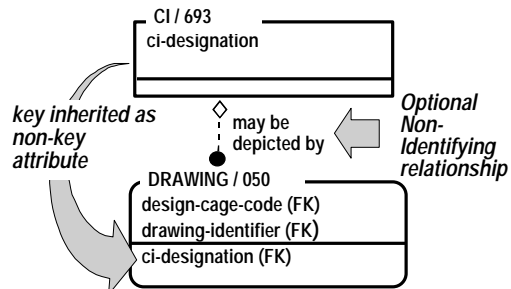 CI / 693
ci-designation
key inherited as
non-key
attribute
may be
depicted by
Optional
Non-
Identifying
relationship
DRAWING / 050
design-cage-code (FK)
drawing-identifier (FK)
ci-designation (FK)